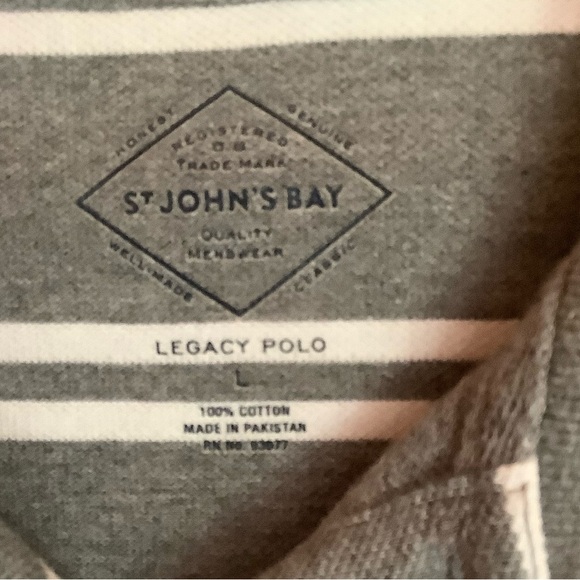 HONEST
GENUINE
REGISTERED
TRADE MARK
ST JOHN'S BAY
QUALITY
MENSWEAR
WELL-MADE
CLASSIC
LEGACY POLO
L
100% COTTON
MADE IN PAKISTAN
RN No. 93677